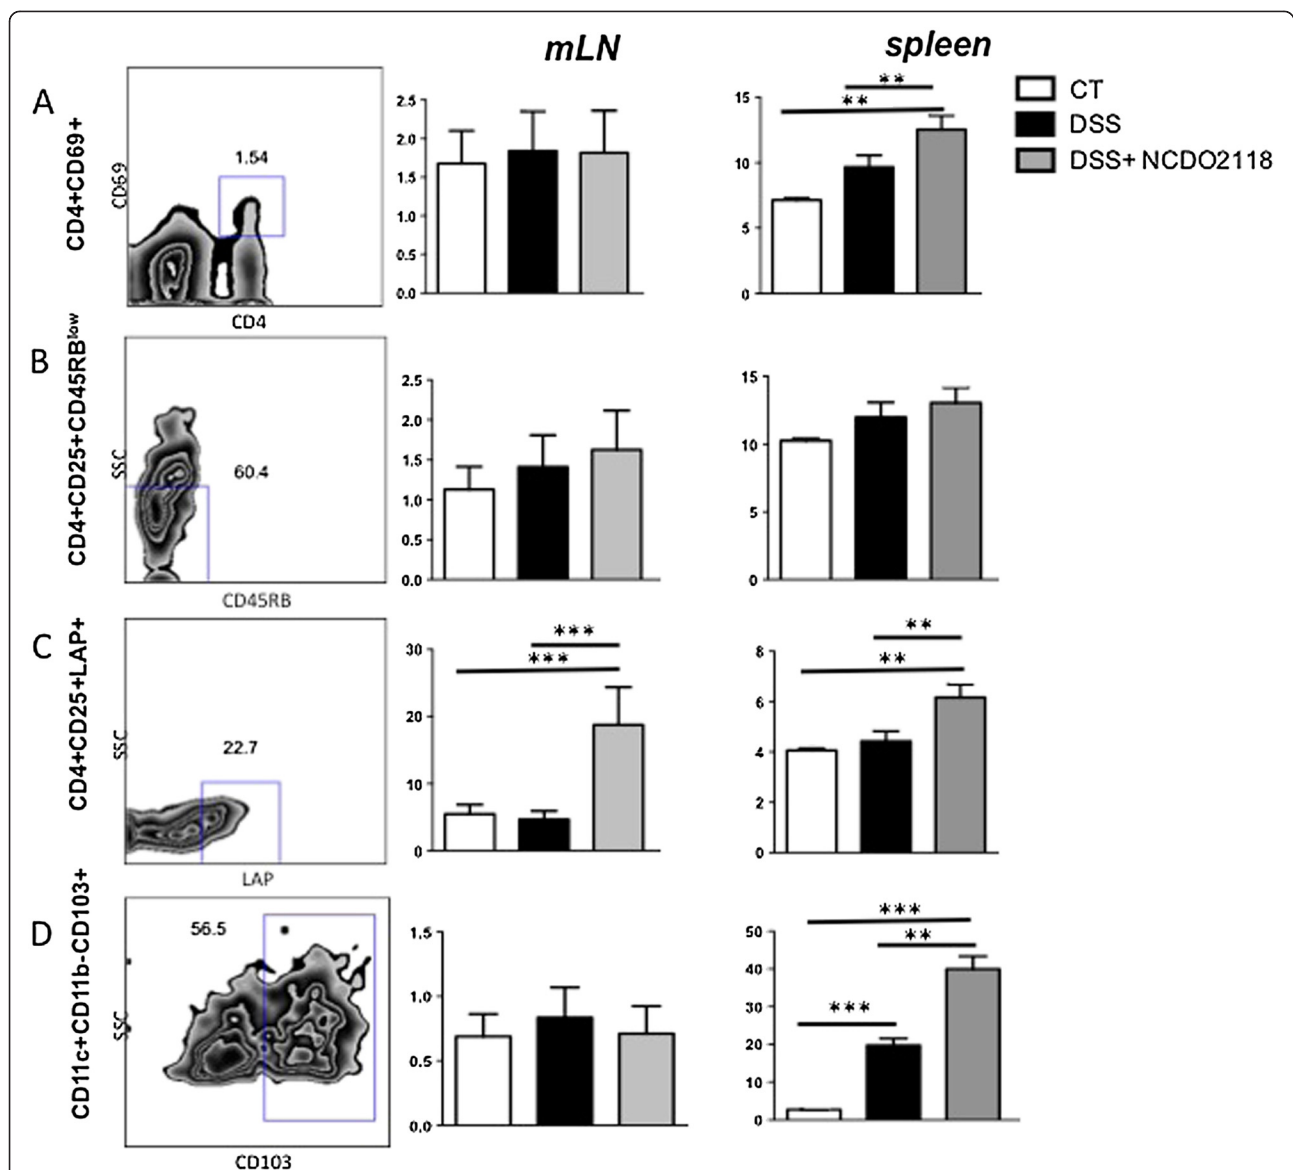 mLN
spleen
CT
DSS
DSS+ NCDO2118
A
CD4+CD69+
CD69
1.54
CD4
2.5
2.0
1.5
1.0
0.5
0.0
**
**
15
10
5
0
B
CD4+CD25+CD45RBlow
SSC
60.4
CD45RB
2.5
2.0
1.5
1.0
0.5
0.0
15
10
5
0
C
CD4+CD25+LAP+
SSC
22.7
LAP
***
***
30
20
10
0
**
**
8
6
4
2
0
D
CD11c+CD11b-CD103+
SSC
56.5
CD103
1.5
1.0
0.5
0.0
***
**
***
50
40
30
20
10
0